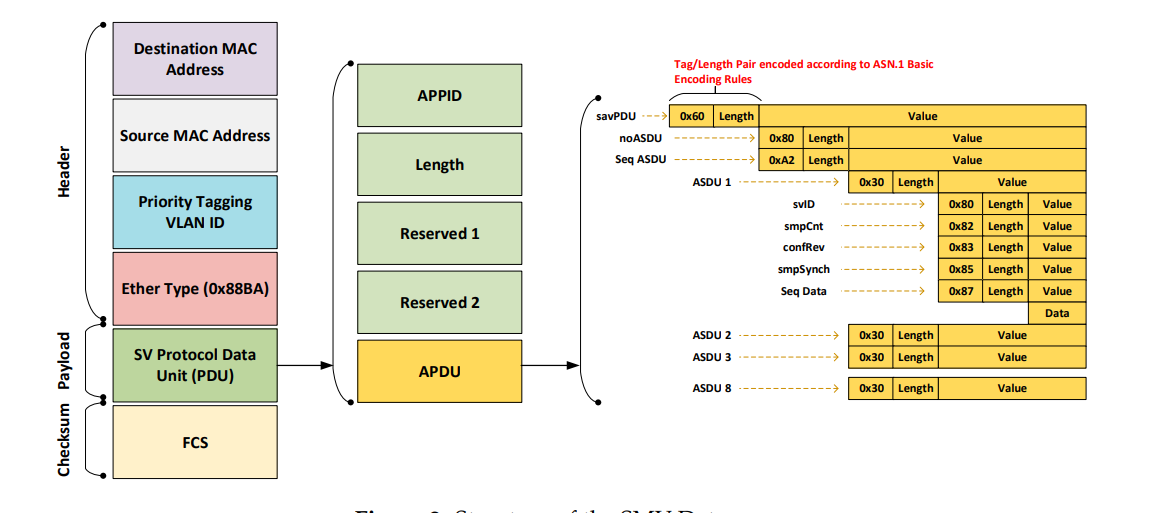 Header
Payload
Checksum
Destination MAC
Address
Source MAC Address
Priority Tagging
VLAN ID
Ether Type (0x88BA)
SV Protocol Data
Unit (PDU)
FCS
APPID
Length
Reserved 1
Reserved 2
APDU
Tag/Length Pair encoded according to ASN.1 Basic
Encoding Rules
savPDU 0x60 Length Value
noASDU 0x80 Length Value
Seq ASDU 0xA2 Length Value
ASDU 1 0x30 Length Value
svID 0x80 Length Value
smpCnt 0x82 Length Value
confRev 0x83 Length Value
smpSynch 0x85 Length Value
Seq Data 0x87 Length Value
Data
ASDU 2 0x30 Length Value
ASDU 3 0x30 Length Value
ASDU 8 0x30 Length Value
Structure of the SMV Data